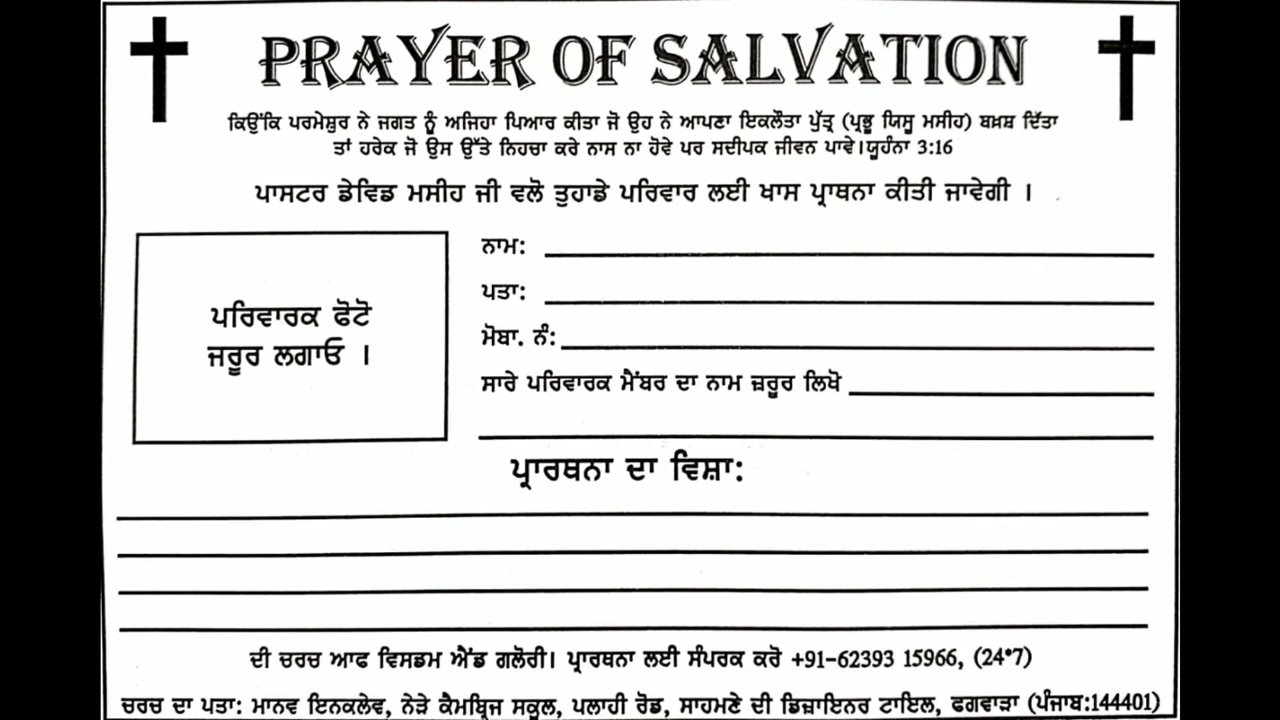 PRAYER OF SALVATION
ਕਿਉਂਕਿ ਪਰਮੇਸ਼ੁਰ ਨੇ ਜਗਤ ਨੂੰ ਅਜਿਹਾ ਪਿਆਰ ਕੀਤਾ ਜੋ ਉਹ ਨੇ ਆਪਣਾ ਇਕਲੌਤਾ ਪੁੱਤ੍ਰ (ਪ੍ਰਭੂ ਯਿਸੂ ਮਸੀਹ) ਬਖ਼ਸ਼ ਦਿੱਤਾ
ਤਾਂ ਹਰੇਕ ਜੋ ਉਸ ਉੱਤੇ ਨਿਹਚਾ ਕਰੇ ਨਾਸ ਨਾ ਹੋਵੇ ਪਰ ਸਦੀਪਕ ਜੀਵਨ ਪਾਵੇ।ਯੂਹੰਨਾ 3:16
ਪਾਸਟਰ ਡੇਵਿਡ ਮਸੀਹ ਜੀ ਵਲੋ ਤੁਹਾਡੇ ਪਰਿਵਾਰ ਲਈ ਖਾਸ ਪ੍ਰਾਥਨਾ ਕੀਤੀ ਜਾਵੇਗੀ ।
ਪਰਿਵਾਰਕ ਫੋਟੋ
ਜਰੂਰ ਲਗਾਓ ।
ਨਾਮ:
ਪਤਾ:
ਮੋਬਾ. ਨੰ:
ਸਾਰੇ ਪਰਿਵਾਰਕ ਮੈਂਬਰ ਦਾ ਨਾਮ ਜ਼ਰੂਰ ਲਿਖੋ
ਪ੍ਰਾਰਥਨਾ ਦਾ ਵਿਸ਼ਾ:
ਦੀ ਚਰਚ ਆਫ ਵਿਸਡਮ ਐਂਡ ਗਲੋਰੀ। ਪ੍ਰਾਰਥਨਾ ਲਈ ਸੰਪਰਕ ਕਰੋ +91-62393 15966, (24*7)
ਚਰਚ ਦਾ ਪਤਾ: ਮਾਨਵ ਇਨਕਲੇਵ, ਨੇੜੇ ਕੈਮਬ੍ਰਿਜ ਸਕੂਲ, ਪਲਾਹੀ ਰੋਡ, ਸਾਹਮਣੇ ਦੀ ਡਿਜ਼ਾਇਨਰ ਟਾਇਲ, ਫਗਵਾੜਾ (ਪੰਜਾਬ:144401)